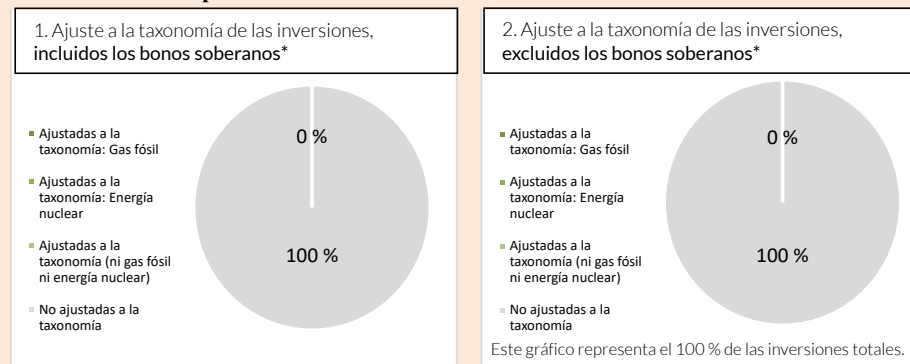 1. Ajuste a la taxonomía de las inversiones,
incluidos los bonos soberanos*
Ajustadas a la
taxonomía: Gas fósil
Ajustadas a la
taxonomía: Energía
nuclear
Ajustadas a la
taxonomía (ni gas fósil
ni energía nuclear)
No ajustadas a la
taxonomía
0 %
100 %
2. Ajuste a la taxonomía de las inversiones,
excluidos los bonos soberanos*
Ajustadas a la
taxonomía: Gas fósil
Ajustadas a la
taxonomía: Energía
nuclear
Ajustadas a la
taxonomía (ni gas fósil
ni energía nuclear)
No ajustadas a la
taxonomía
0 %
100 %
Este gráfico representa el 100 % de las inversiones totales.